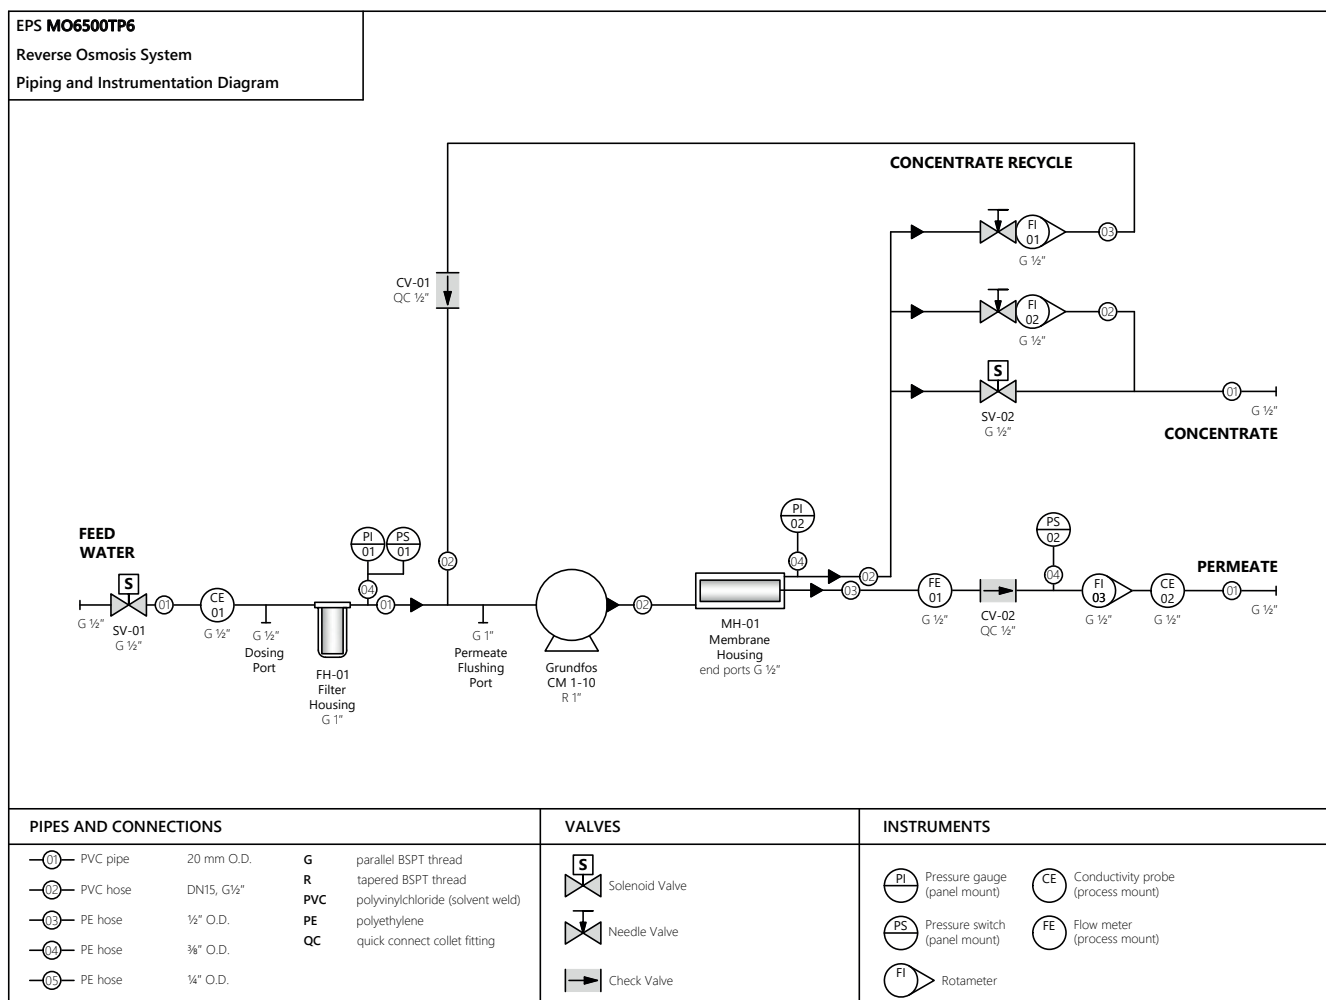 EPS MO6500TP6
Reverse Osmosis System
Piping and Instrumentation Diagram
CONCENTRATE RECYCLE
FI
01
03
G ½"
CV-01
QC ½"
FI
02
02
G ½"
S
SV-02
G ½"
01
G ½"
CONCENTRATE
FEED
WATER
S
G ½"
SV-01
G ½"
01
CE
01
G ½"
G ½"
Dosing
Port
FH-01
Filter
Housing
G 1"
PI
01
PS
01
04
01
02
G 1"
Permeate
Flushing
Port
Grundfos
CM 1-10
R 1"
02
MH-01
Membrane
Housing
end ports G ½"
PI
02
04
02
03
FE
01
G ½"
CV-02
QC ½"
PS
02
04
FI
03
G ½"
CE
02
G ½"
PERMEATE
01
G ½"
PIPES AND CONNECTIONS
01 PVC pipe 20 mm O.D.
02 PVC hose DN15, G½"
03 PE hose ½" O.D.
04 PE hose ⅜" O.D.
05 PE hose ¼" O.D.
G parallel BSPT thread
R tapered BSPT thread
PVC polyvinylchloride (solvent weld)
PE polyethylene
QC quick connect collet fitting
VALVES
S
Solenoid Valve
Needle Valve
Check Valve
INSTRUMENTS
PI
Pressure gauge
(panel mount)
CE
Conductivity probe
(process mount)
PS
Pressure switch
(panel mount)
FE
Flow meter
(process mount)
FI
Rotameter